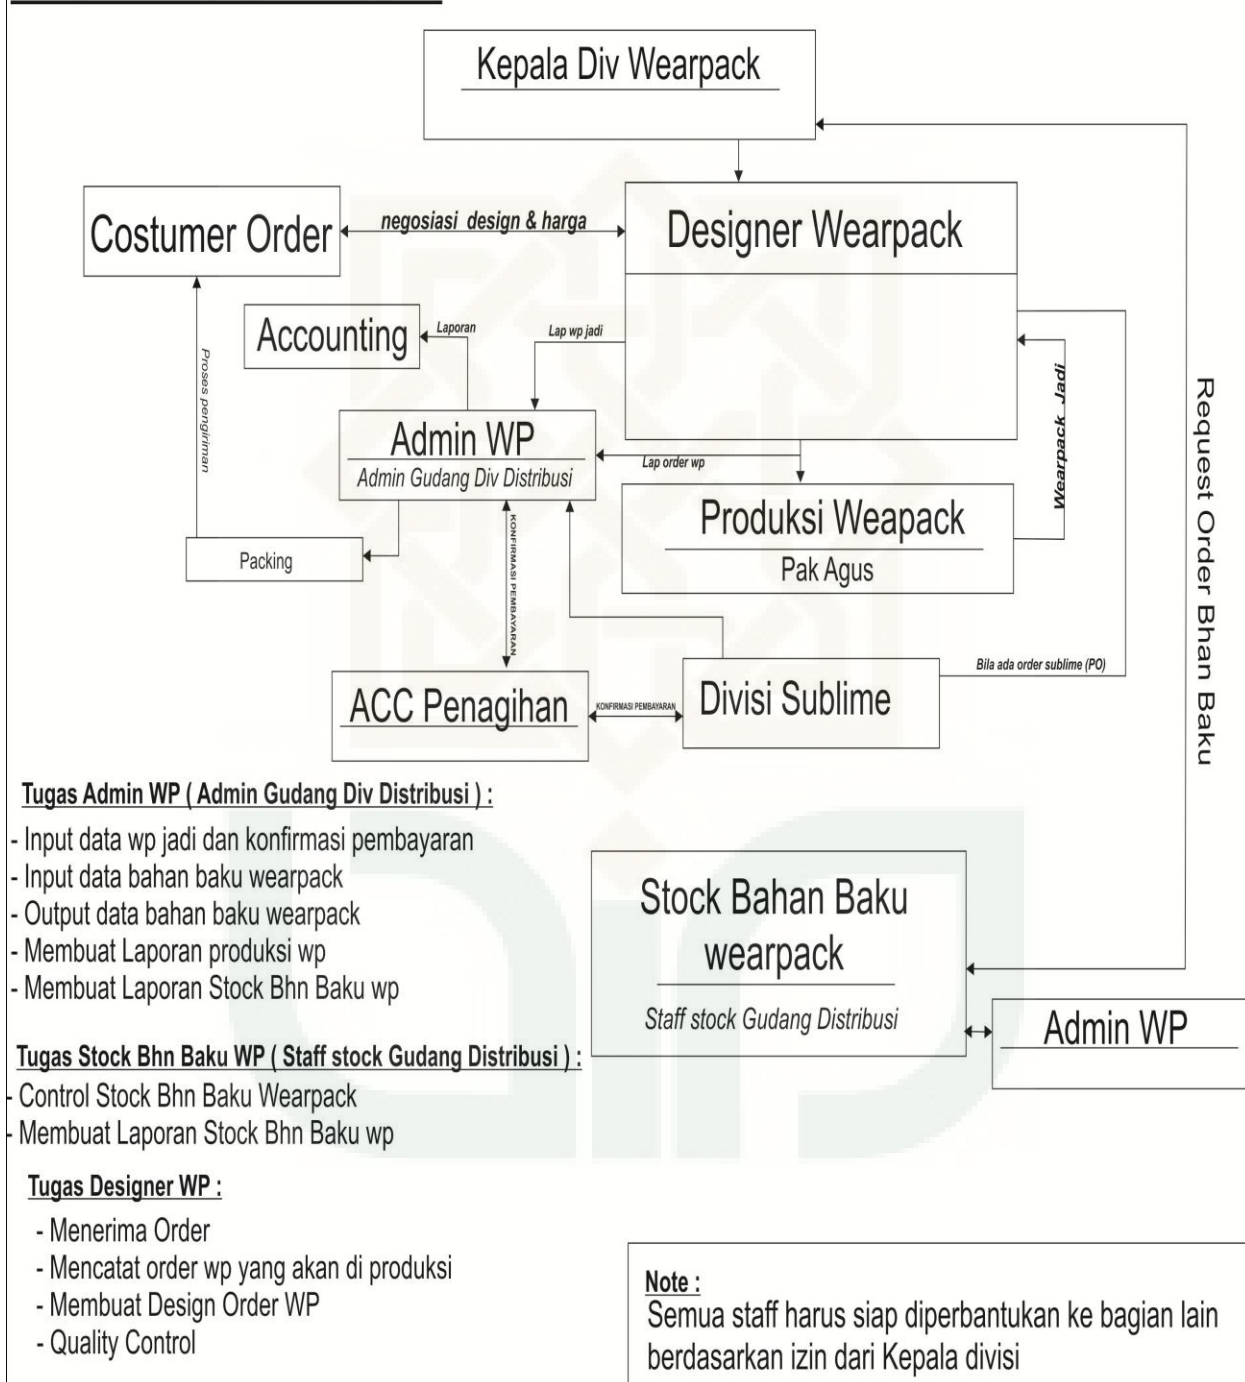 Kepala Div Wearpack
Costumer Order
negosiasi design & harga
Designer Wearpack
Accounting
Laporan
Lap wp jadi
Proses pengiriman
Admin WP
Admin Gudang Div Distribusi
Lap order wp
Wearpack Jadi
Request Order Bhan Baku
Produksi Weapack
Pak Agus
Packing
KONFIRMASI PEMBAYARAN
ACC Penagihan
KONFIRMASI PEMBAYARAN
Divisi Sublime
Bila ada order sublime (PO)
Tugas Admin WP ( Admin Gudang Div Distribusi ) :
- Input data wp jadi dan konfirmasi pembayaran
- Input data bahan baku wearpack
- Output data bahan baku wearpack
- Membuat Laporan produksi wp
- Membuat Laporan Stock Bhn Baku wp
Stock Bahan Baku
wearpack
Staff stock Gudang Distribusi
Admin WP
Tugas Stock Bhn Baku WP ( Staff stock Gudang Distribusi ) :
- Control Stock Bhn Baku Wearpack
- Membuat Laporan Stock Bhn Baku wp
Tugas Designer WP :
- Menerima Order
- Mencatat order wp yang akan di produksi
- Membuat Design Order WP
- Quality Control
Note :
Semua staff harus siap diperbantukan ke bagian lain
berdasarkan izin dari Kepala divisi